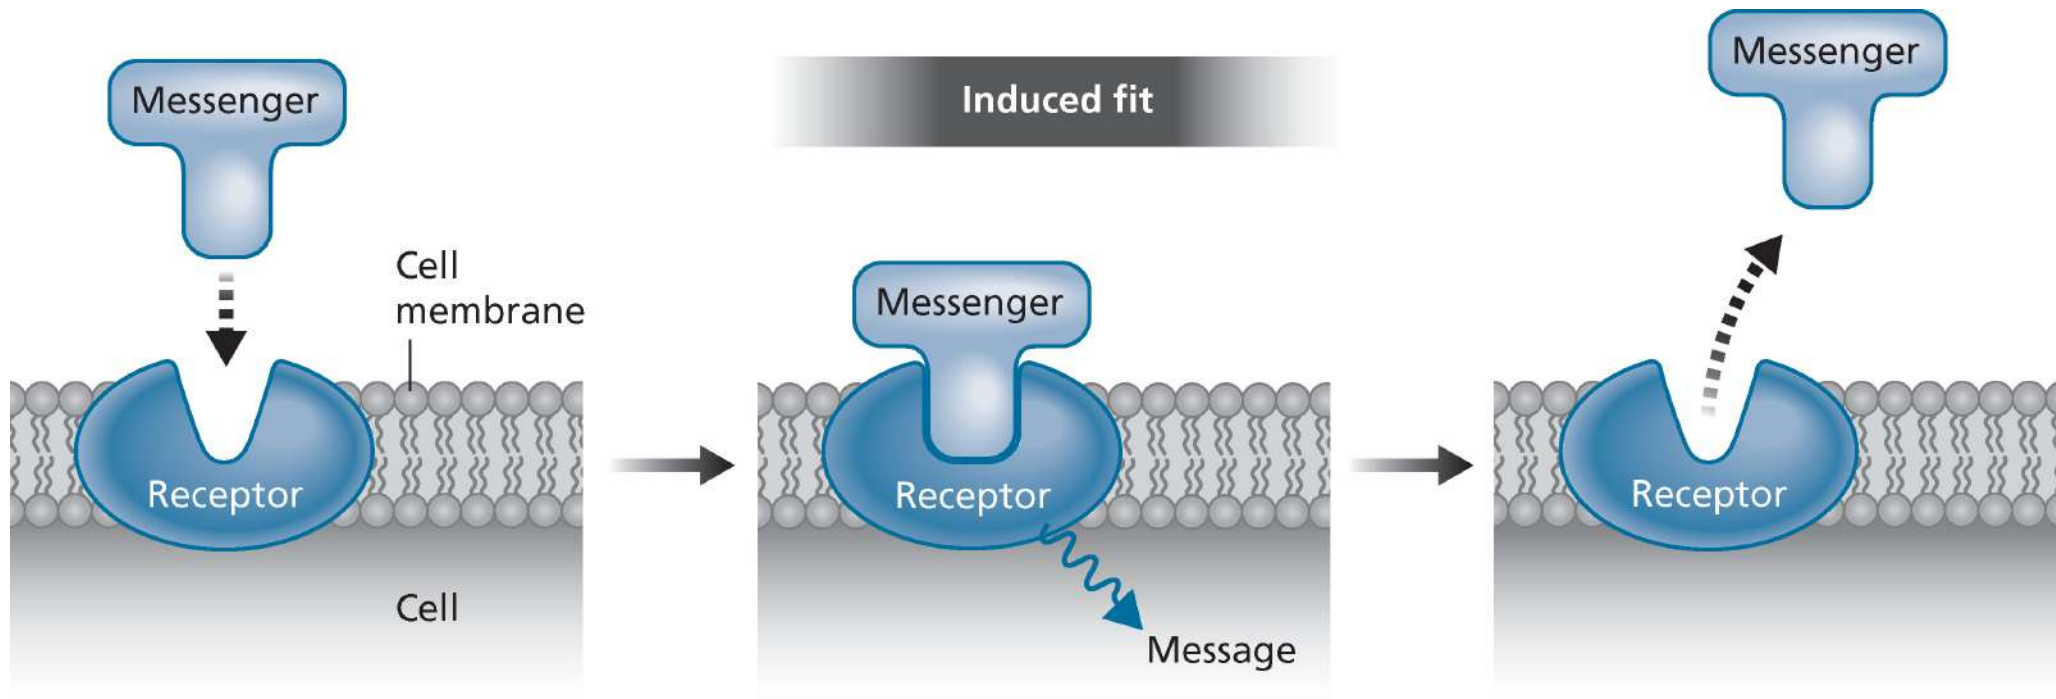 Messenger
Cell
membrane
Receptor
Cell
Induced fit
Messenger
Receptor
Message
Messenger
Receptor